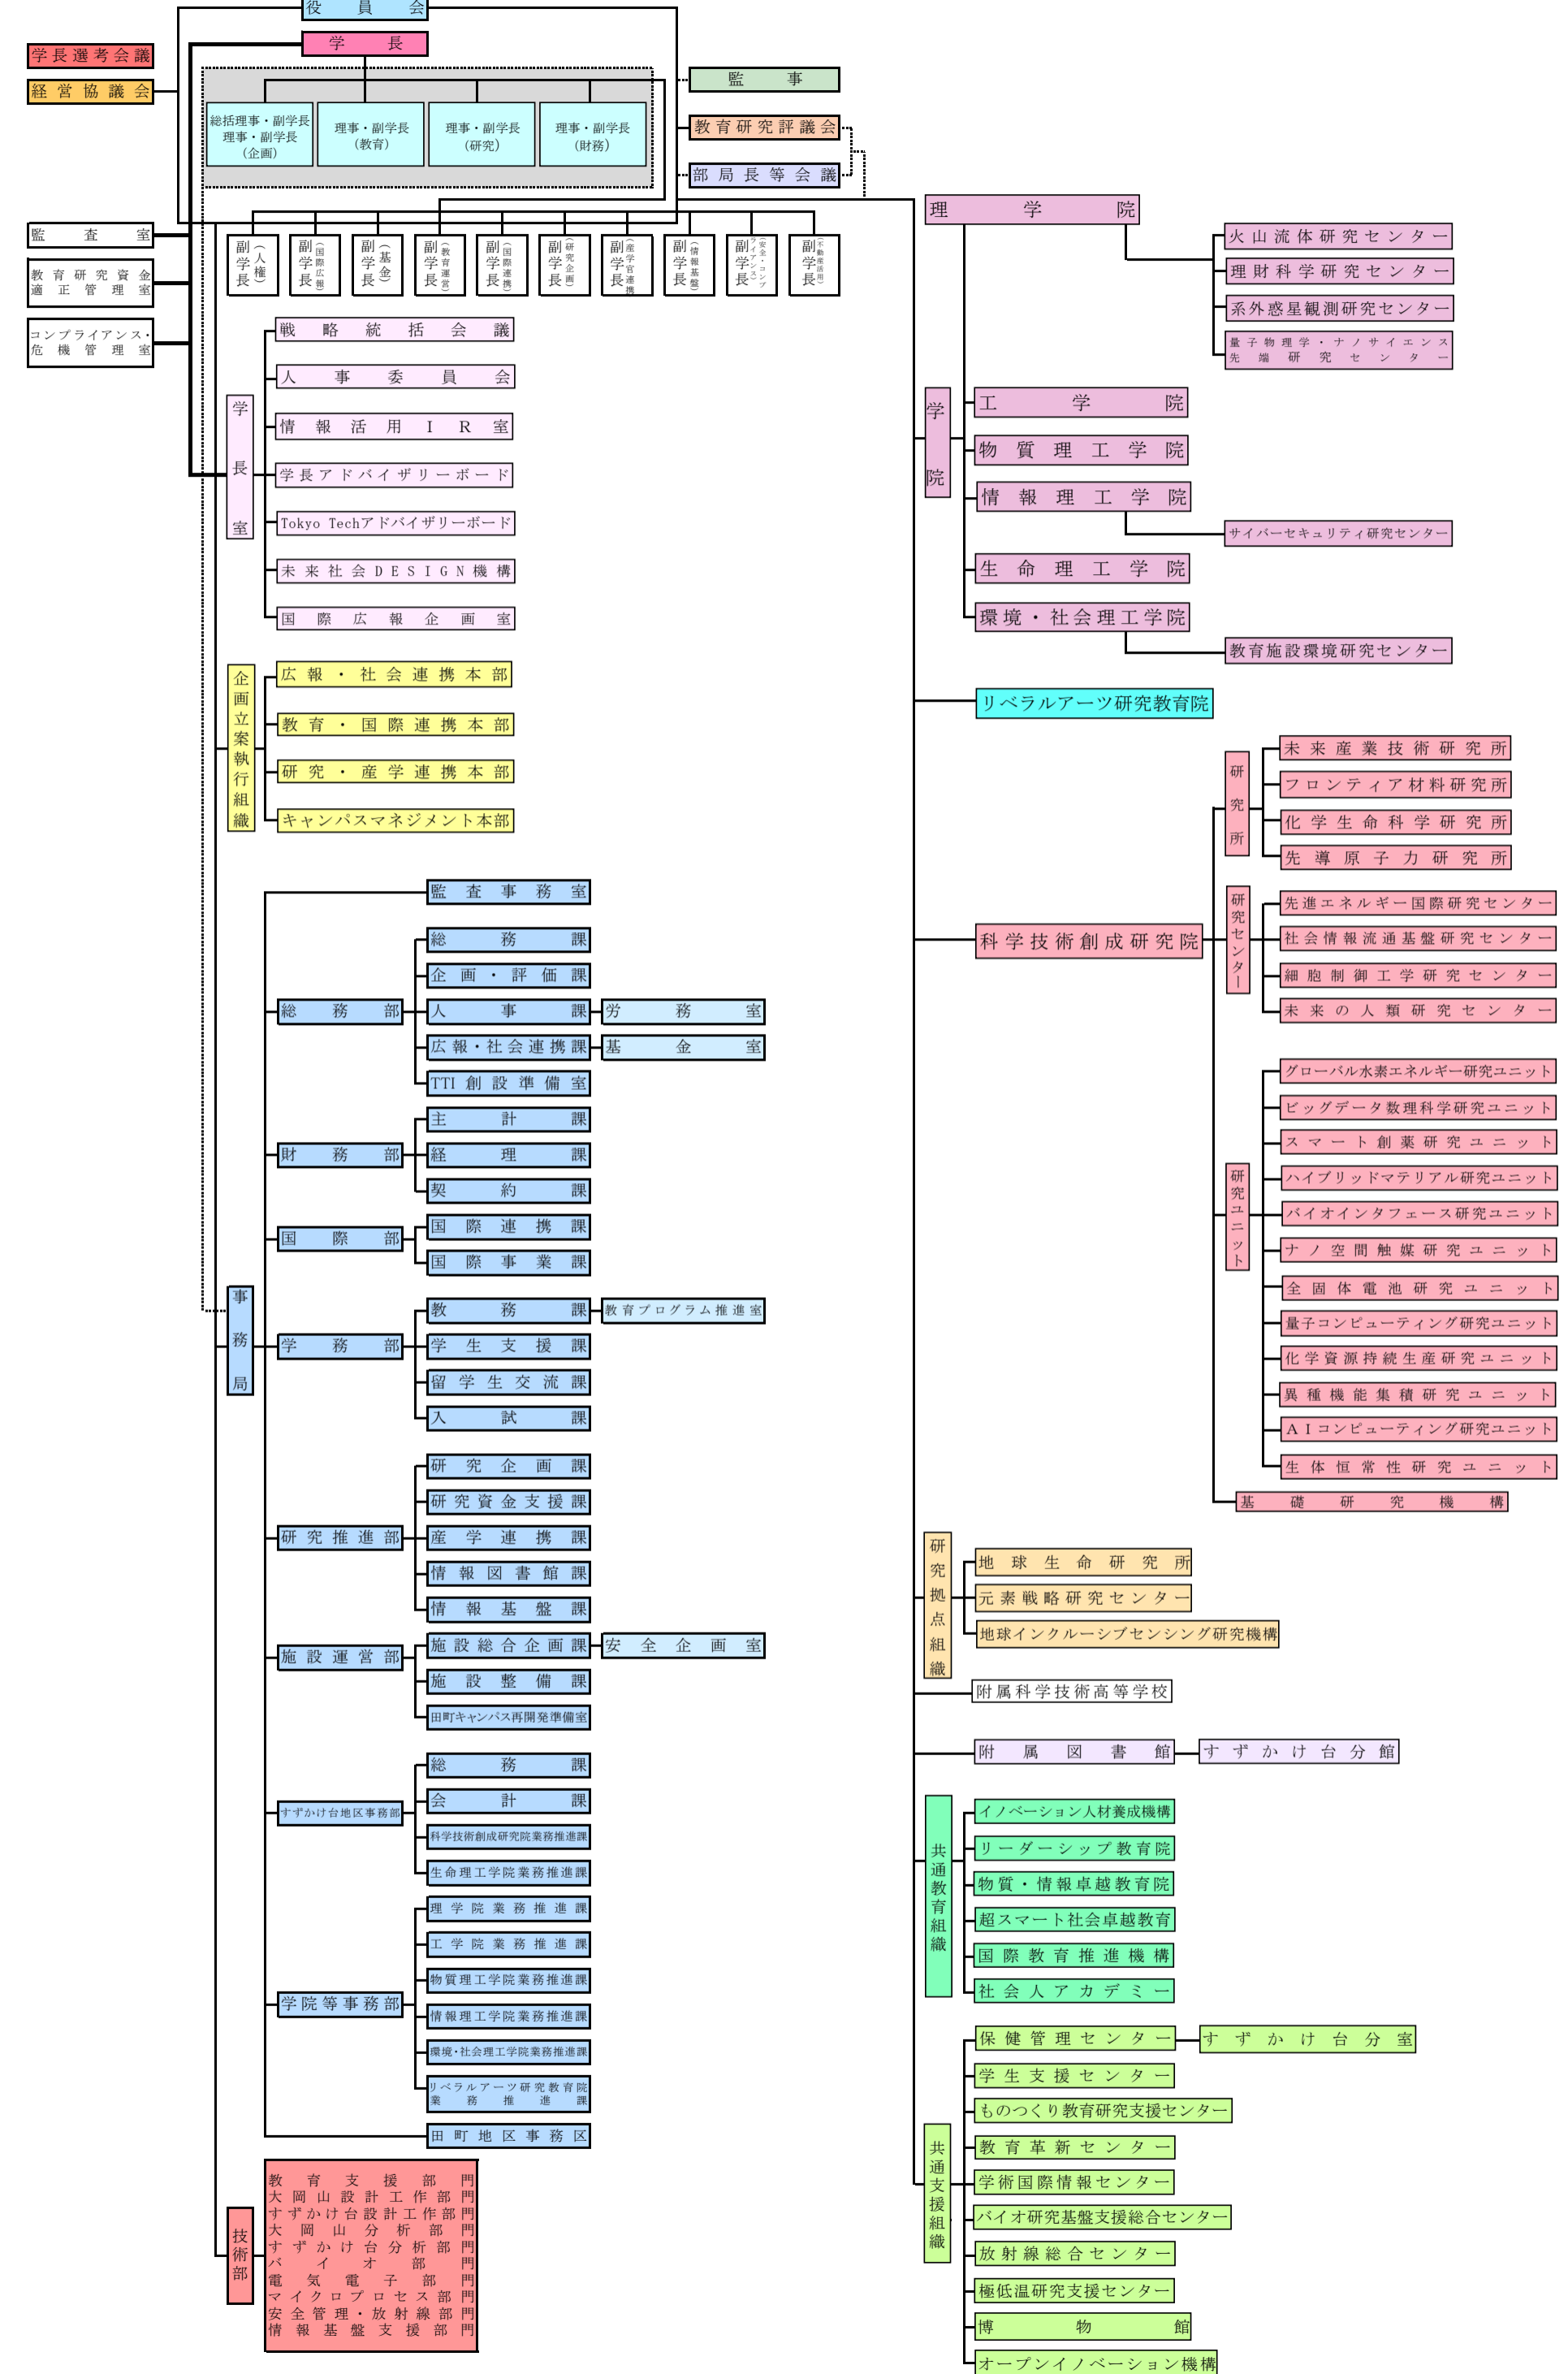 役員会
学長
学長選考会議
経営協議会
監事
教育研究評議会
部局長等会議
総括理事・副学長
理事・副学長
(企画)
理事・副学長
(教育)
理事・副学長
(研究)
理事・副学長
(財務)
監査室
教育研究資金
適正管理室
コンプライアンス・
危機管理室
副学長(人権)
副学長(国際広報)
副学長(基金)
副学長(教育運営)
副学長(国際連携)
副学長(研究企画)
副学長(産学官連携
副学長(情報基盤)
副学長(安全・コンプ
ライアンス)
副学長(不動産活用)
学長室
戦略統括会議
人事委員会
情報活用IR室
学長アドバイザリーボード
Tokyo Techアドバイザリーボード
未来社会DESIGN機構
国際広報企画室
企画立案執行組織
広報・社会連携本部
教育・国際連携本部
研究・産学連携本部
キャンパスマネジメント本部
事務局
監査事務室
総務部
総務課
企画・評価課
人事課
労務室
広報・社会連携課
基金室
TTI創設準備室
財務部
主計課
経理課
契約課
国際部
国際連携課
国際事業課
学務部
教務課
教育プログラム推進室
学生支援課
留学生交流課
入試課
研究推進部
研究企画課
研究資金支援課
産学連携課
情報図書館課
情報基盤課
施設運営部
施設総合企画課
安全企画室
施設整備課
田町キャンパス再開発準備室
すずかけ台地区事務部
総務課
会計課
科学技術創成研究院業務推進課
生命理工学院業務推進課
学院等事務部
理学院業務推進課
工学院業務推進課
物質理工学院業務推進課
情報理工学院業務推進課
環境・社会理工学院業務推進課
リベラルアーツ研究教育院
業務推進課
田町地区事務区
技術部
教育支援部門
大岡山設計工作部門
すずかけ台設計工作部門
大岡山分析部門
すずかけ台分析部門
バイオ部門
電気電子部門
マイクロプロセス部門
安全管理・放射線部門
情報基盤支援部門
学院
理学院
火山流体研究センター
理財科学研究センター
系外惑星観測研究センター
量子物理学・ナノサイエンス
先端研究センター
工学院
物質理工学院
情報理工学院
サイバーセキュリティ研究センター
生命理工学院
環境・社会理工学院
教育施設環境研究センター
リベラルアーツ研究教育院
科学技術創成研究院
研究所
未来産業技術研究所
フロンティア材料研究所
化学生命科学研究所
先導原子力研究所
研究センター
先進エネルギー国際研究センター
社会情報流通基盤研究センター
細胞制御工学研究センター
未来の人類研究センター
研究ユニット
グローバル水素エネルギー研究ユニット
ビッグデータ数理科学研究ユニット
スマート創薬研究ユニット
ハイブリッドマテリアル研究ユニット
バイオインタフェース研究ユニット
ナノ空間触媒研究ユニット
全固体電池研究ユニット
量子コンピューティング研究ユニット
化学資源持続生産研究ユニット
異種機能集積研究ユニット
AIコンピューティング研究ユニット
生体恒常性研究ユニット
基礎研究機構
研究拠点組織
地球生命研究所
元素戦略研究センター
地球インクルーシブセンシング研究機構
附属科学技術高等学校
附属図書館
すずかけ台分館
共通教育組織
イノベーション人材養成機構
リーダーシップ教育院
物質・情報卓越教育院
超スマート社会卓越教育
国際教育推進機構
社会人アカデミー
共通支援組織
保健管理センター
すずかけ台分室
学生支援センター
ものつくり教育研究支援センター
教育革新センター
学術国際情報センター
バイオ研究基盤支援総合センター
放射線総合センター
極低温研究支援センター
博物館
オープンイノベーション機構